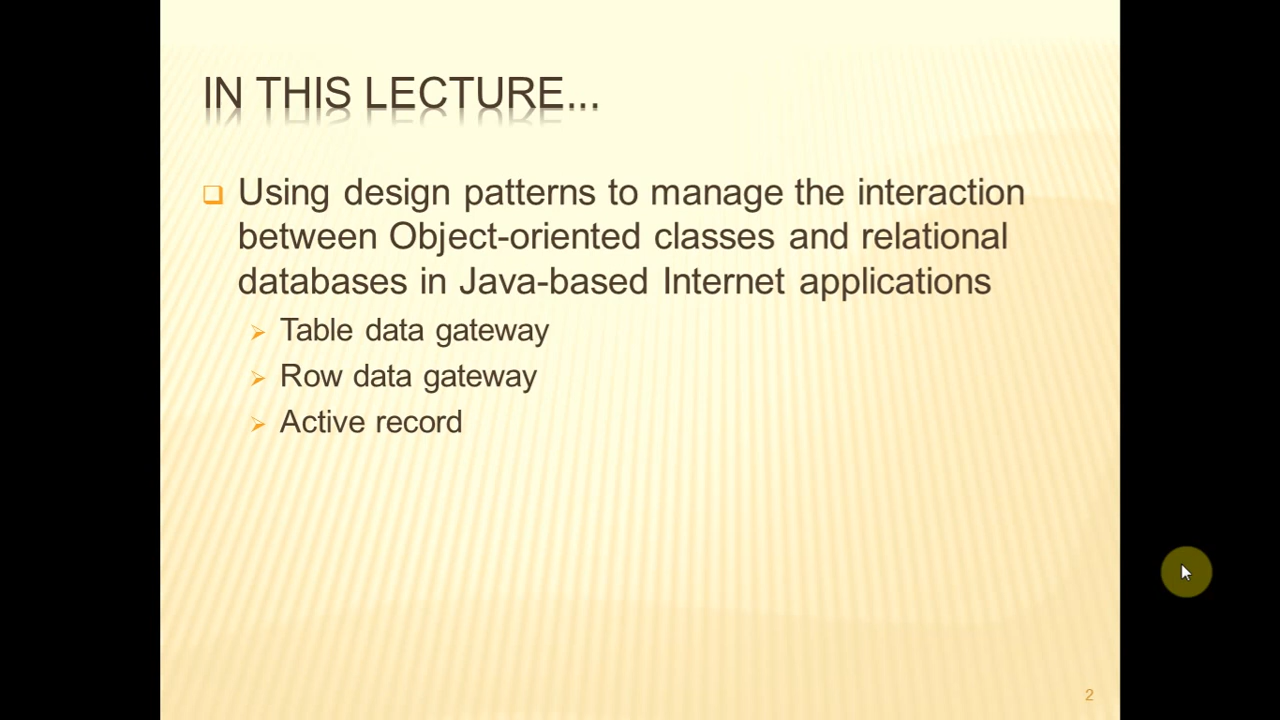 IN THIS LECTURE...
Using design patterns to manage the interaction
between Object-oriented classes and relational
databases in Java-based Internet applications
Table data gateway
Row data gateway
Active record
2